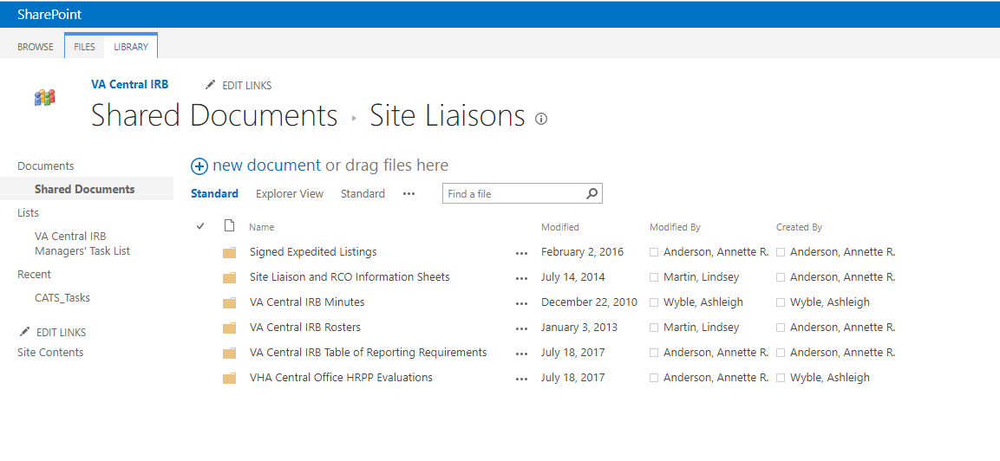 SharePoint
BROWSE FILES LIBRARY
VA Central IRB EDIT LINKS
Shared Documents Site Liaisons
Documents
Shared Documents
Lists
VA Central IRB
Managers' Task List
Recent
CATS_Tasks
EDIT LINKS
Site Contents
new document or drag files here
Standard Explorer View Standard ••• Find a file
Name Modified Modified By Created By
Signed Expedited Listings ... February 2, 2016 Anderson, Annette R. Anderson, Annette R.
Site Liaison and RCO Information Sheets ... July 14, 2014 Martin, Lindsey Anderson, Annette R.
VA Central IRB Minutes ... December 22, 2010 Wyble, Ashleigh Wyble, Ashleigh
VA Central IRB Rosters ... January 3, 2013 Martin, Lindsey Anderson, Annette R.
VA Central IRB Table of Reporting Requirements ... July 18, 2017 Anderson, Annette R. Anderson, Annette R.
VHA Central Office HRPP Evaluations ... July 18, 2017 Anderson, Annette R. Wyble, Ashleigh